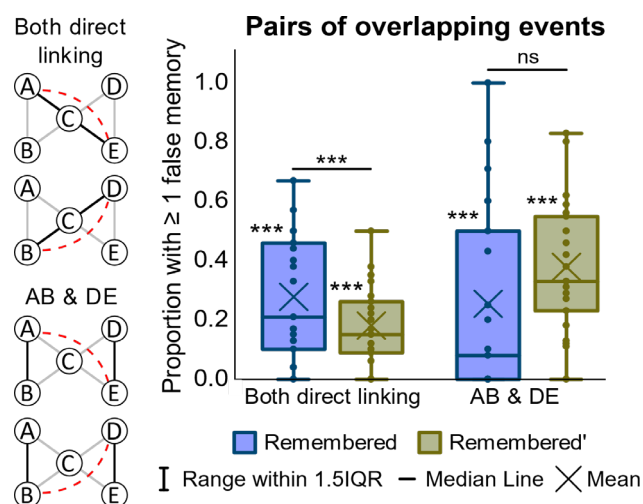 Both direct
linking
A D
C
B E
A D
C
B E
AB & DE
A D
C
B E
A D
C
B E
Pairs of overlapping events
Proportion with ≥ 1 false memory
1.0
0.8
0.6
0.4
0.2
0.0
***
***
***
ns
***
***
Both direct linking
AB & DE
Remembered
Remembered'
Range within 1.5IQR
Median Line
Mean